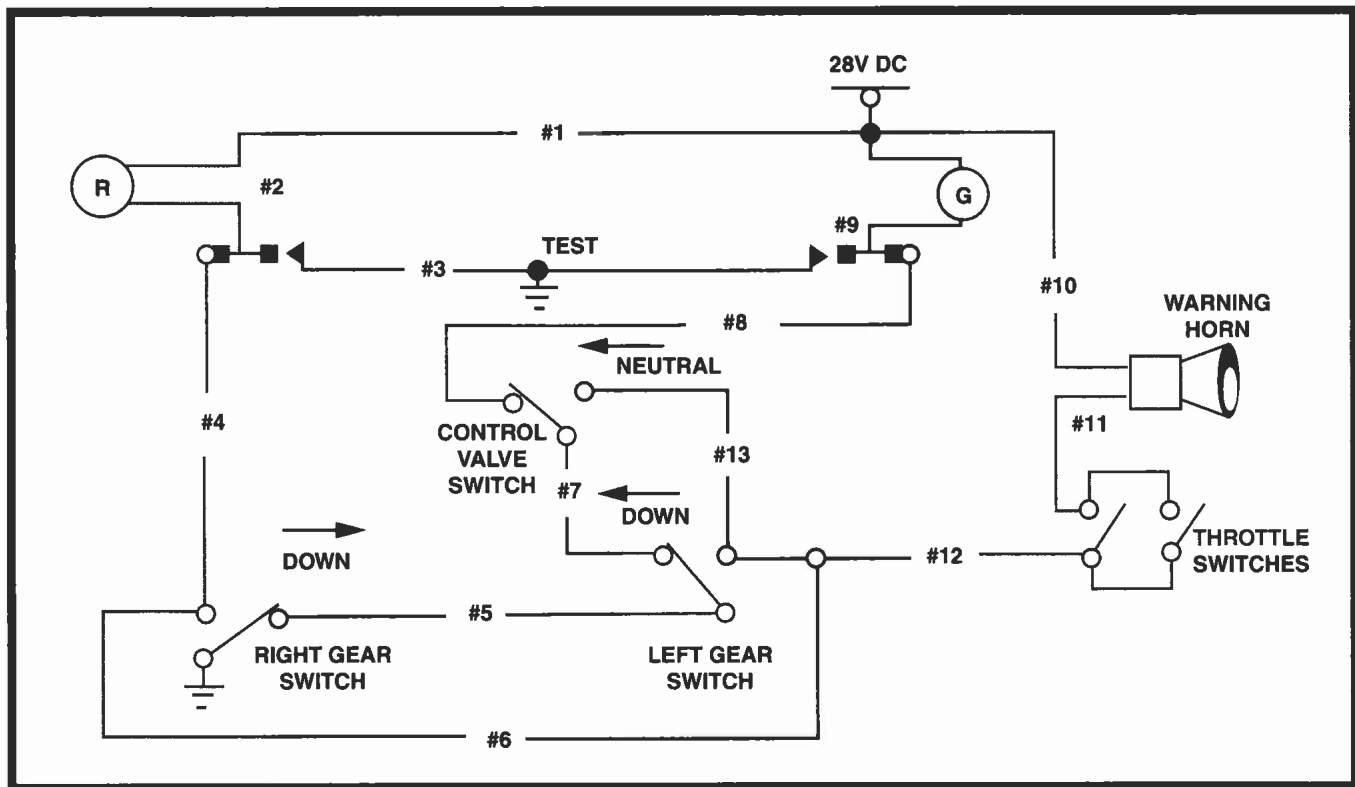 28V DC
#1
R
#2
G
#9
TEST
#3
#10
WARNING
HORN
#8
NEUTRAL
#4
#11
CONTROL
VALVE
SWITCH
#13
#7
DOWN
DOWN
THROTTLE
SWITCHES
#12
#5
RIGHT GEAR
SWITCH
LEFT GEAR
SWITCH
#6